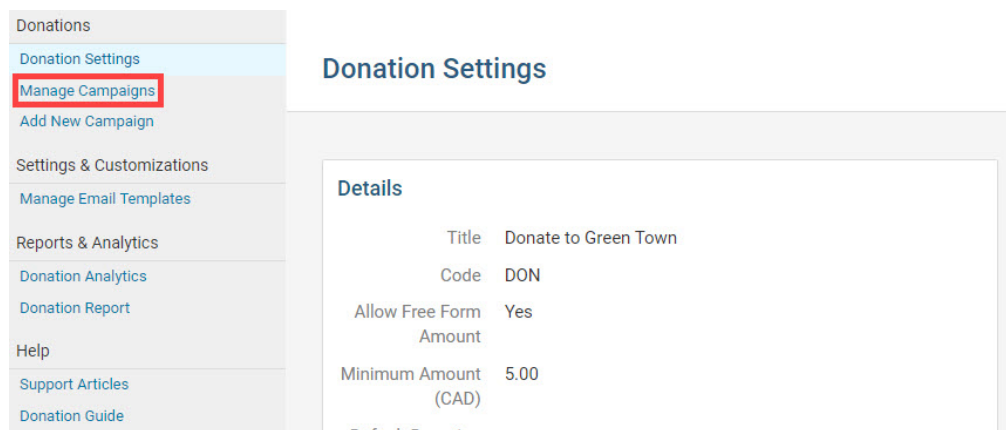 Donations
Donation Settings
Manage Campaigns
Add New Campaign
Settings & Customizations
Manage Email Templates
Reports & Analytics
Donation Analytics
Donation Report
Help
Support Articles
Donation Guide
Donation Settings
Details
Title Donate to Green Town
Code DON
Allow Free Form Yes
Amount
Minimum Amount 5.00
(CAD)